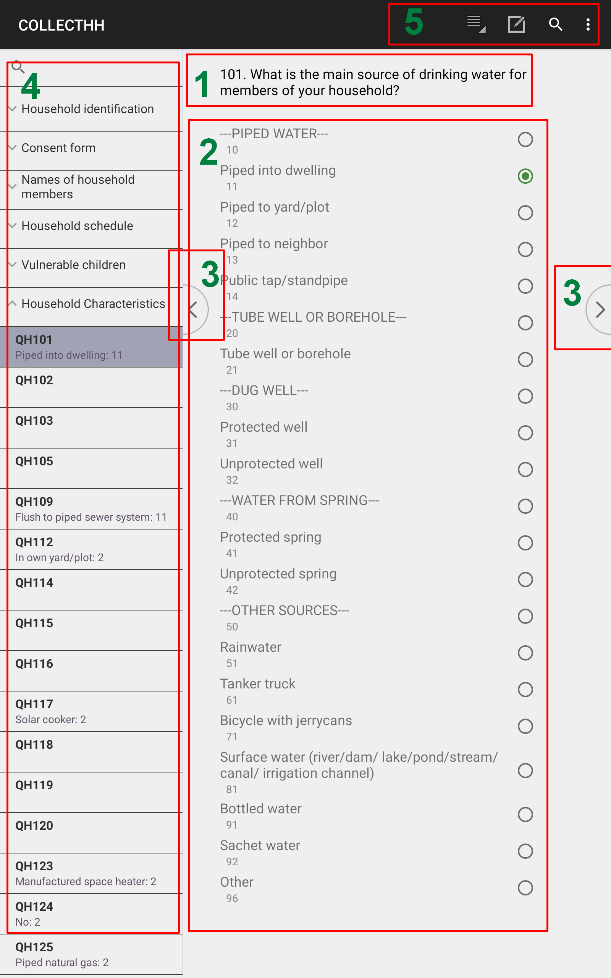 COLLECTHH
5
4
Household identification
Consent form
Names of household
members
Household schedule
Vulnerable children
Household Characteristics
QH101
Piped into dwelling: 11
QH102
QH103
QH105
QH109
Flush to piped sewer system: 11
QH112
In own yard/plot: 2
QH114
QH115
QH116
QH117
Solar cooker: 2
QH118
QH119
QH120
QH123
Manufactured space heater: 2
QH124
No: 2
QH125
Piped natural gas: 2
1
101. What is the main source of drinking water for
members of your household?
2
---PIPED WATER---
10
Piped into dwelling
11
Piped to yard/plot
12
Piped to neighbor
13
3
Public tap/standpipe
14
---TUBE WELL OR BOREHOLE---
20
Tube well or borehole
21
---DUG WELL---
30
Protected well
31
Unprotected well
32
---WATER FROM SPRING---
40
Protected spring
41
Unprotected spring
42
---OTHER SOURCES---
50
Rainwater
51
Tanker truck
61
Bicycle with jerrycans
71
Surface water (river/dam/ lake/pond/stream/
canal/ irrigation channel)
81
Bottled water
91
Sachet water
92
Other
96
3